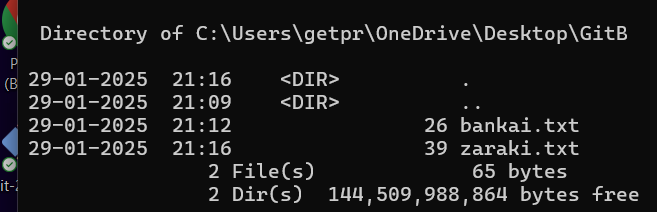 Directory of C:\Users\getpr\OneDrive\Desktop\GitB
29-01-2025  21:16    <DIR>          .
29-01-2025  21:09    <DIR>          ..
29-01-2025  21:12                26 bankai.txt
29-01-2025  21:16                39 zaraki.txt
2 File(s)             65 bytes
2 Dir(s)  144,509,988,864 bytes free
P
(B
it-2